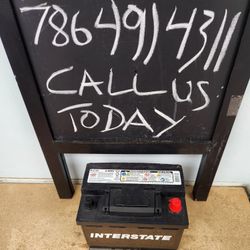 7864914311
CALL US
TODAY
INTERSTATE